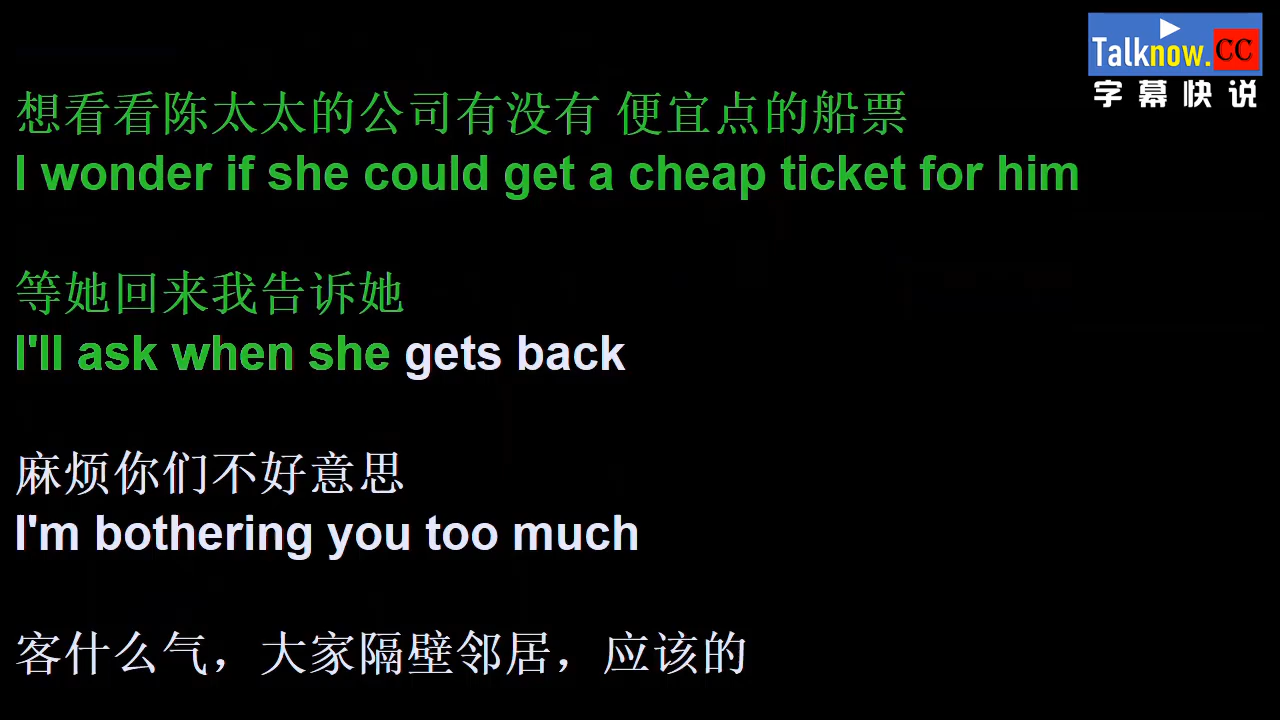 Talknow.CC
字幕快说
想看看陈太太的公司有没有 便宜点的船票
I wonder if she could get a cheap ticket for him
等她回来我告诉她
I'll ask when she gets back
麻烦你们不好意思
I'm bothering you too much
客什么气，大家隔壁邻居，应该的